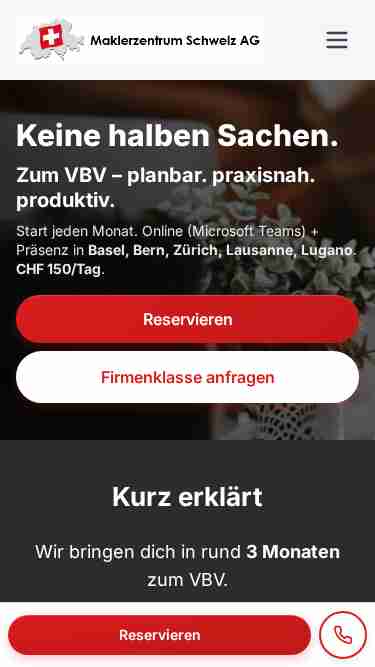 Maklerzentrum Schweiz AG
Keine halben Sachen.
Zum VBV – planbar. praxisnah.
produktiv.
Start jeden Monat. Online (Microsoft Teams) +
Präsenz in Basel, Bern, Zürich, Lausanne, Lugano.
CHF 150/Tag.
Reservieren
Firmenklasse anfragen
Kurz erklärt
Wir bringen dich in rund 3 Monaten
zum VBV.
Reservieren